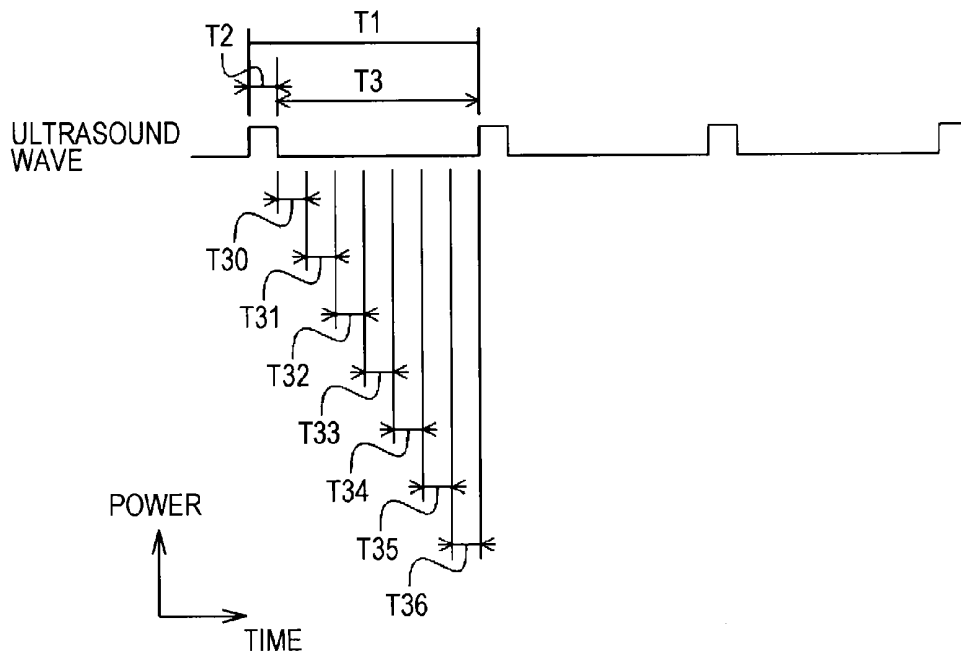 T1
T2
T3
ULTRASOUND
WAVE
T30
T31
T32
T33
T34
T35
T36
POWER
TIME